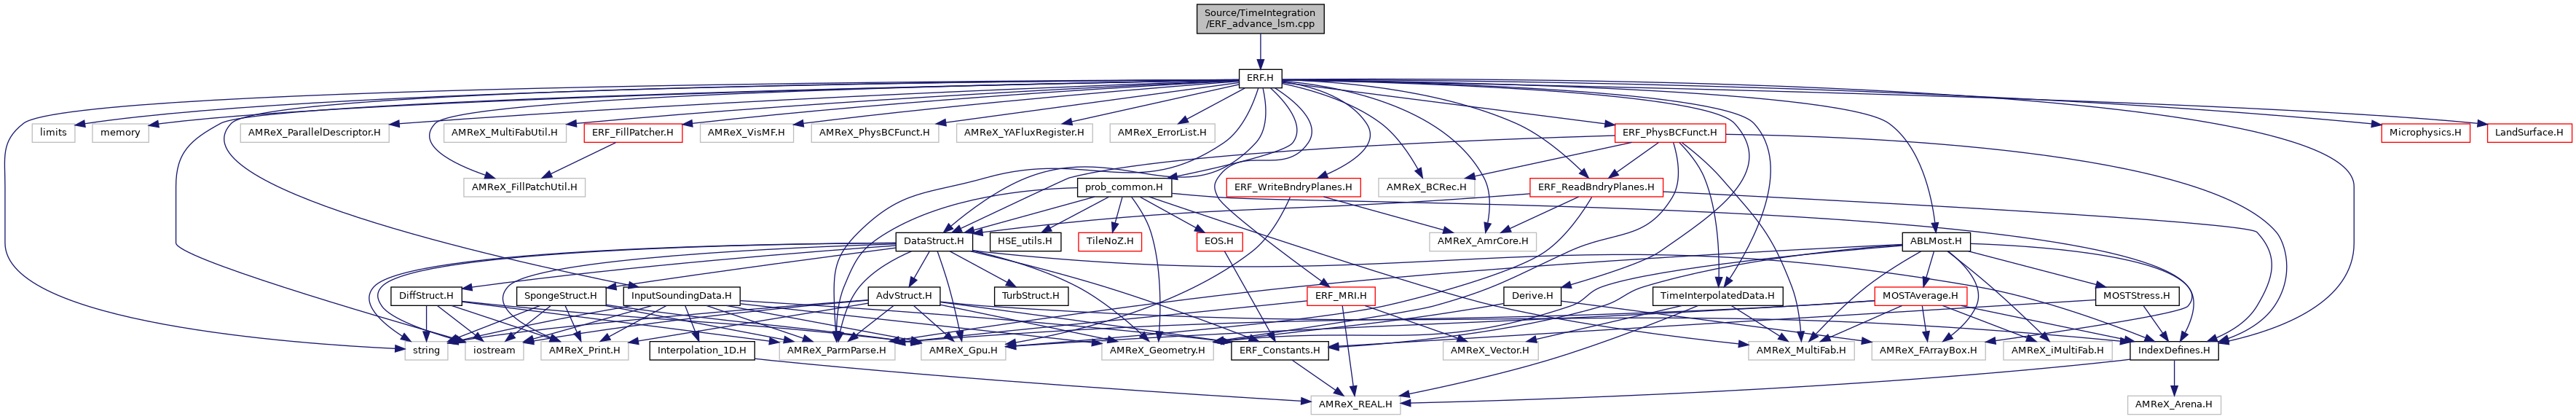 Source/TimeIntegration
/ERF_advance_lsm.cpp
ERF.H
limits
memory
AMReX_ParallelDescriptor.H
AMReX_MultiFabUtil.H
ERF_FillPatcher.H
AMReX_VisMF.H
AMReX_PhysBCFunct.H
AMReX_YAFluxRegister.H
AMReX_ErrorList.H
ERF_PhysBCFunct.H
Microphysics.H
LandSurface.H
AMReX_FillPatchUtil.H
prob_common.H
ERF_WriteBndryPlanes.H
AMReX_BCRec.H
ERF_ReadBndryPlanes.H
DataStruct.H
HSE_utils.H
TileNoZ.H
EOS.H
AMReX_AmrCore.H
ABLMost.H
DiffStruct.H
SpongeStruct.H
InputSoundingData.H
AdvStruct.H
TurbStruct.H
ERF_MRI.H
Derive.H
TimeInterpolatedData.H
MOSTAverage.H
MOSTStress.H
string
iostream
AMReX_Print.H
Interpolation_1D.H
AMReX_ParmParse.H
AMReX_Gpu.H
AMReX_Geometry.H
ERF_Constants.H
AMReX_Vector.H
AMReX_MultiFab.H
AMReX_FArrayBox.H
AMReX_iMultiFab.H
IndexDefines.H
AMReX_REAL.H
AMReX_Arena.H